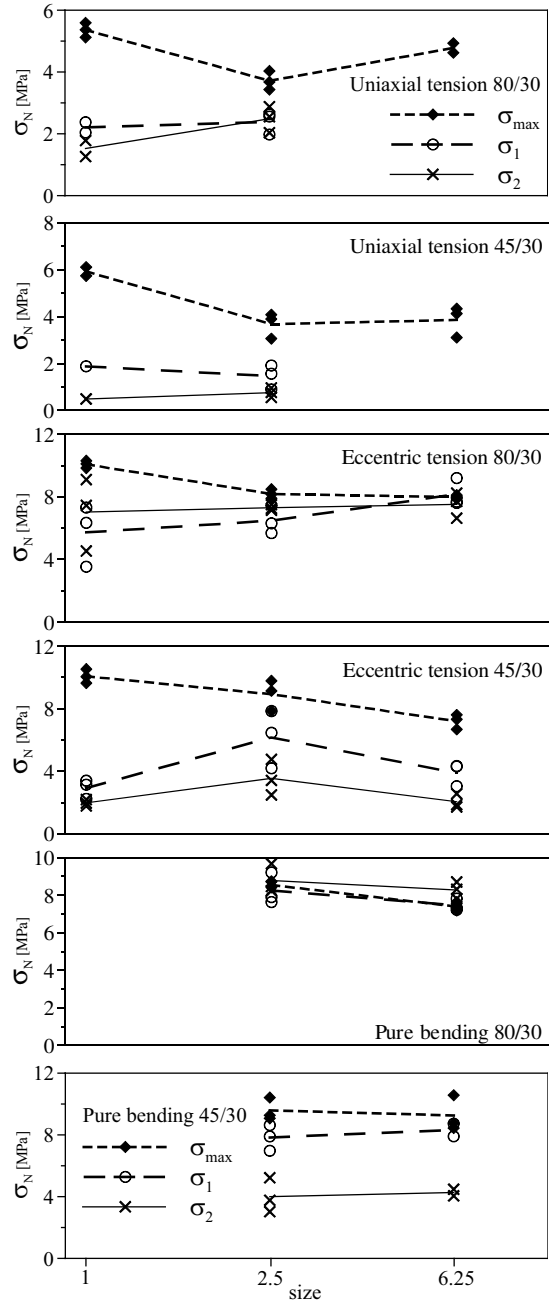 6
4
2
0
σN [MPa]
Uniaxial tension 80/30
σmax
σ1
σ2
8
6
4
2
0
σN [MPa]
Uniaxial tension 45/30
12
8
4
0
σN [MPa]
Eccentric tension 80/30
12
8
4
0
σN [MPa]
Eccentric tension 45/30
10
8
6
4
2
0
σN [MPa]
Pure bending 80/30
12
8
4
0
σN [MPa]
Pure bending 45/30
σmax
σ1
σ2
1
2.5
6.25
size